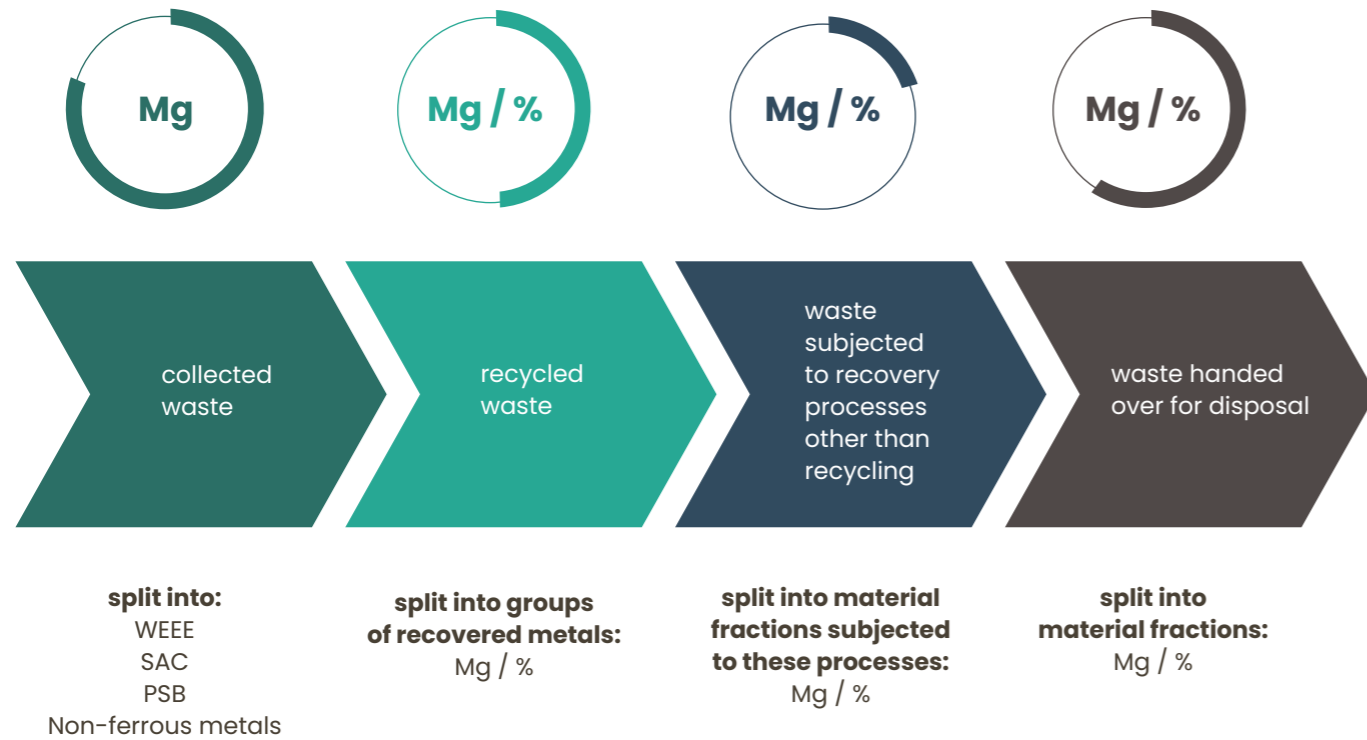 Mg
Mg / %
Mg / %
Mg / %
collected
waste
recycled
waste
waste
subjected
to recovery
processes
other than
recycling
waste handed
over for disposal
split into:
WEEE
SAC
PSB
Non-ferrous metals
split into groups
of recovered metals:
Mg / %
split into material
fractions subjected
to these processes:
Mg / %
split into
material fractions:
Mg / %